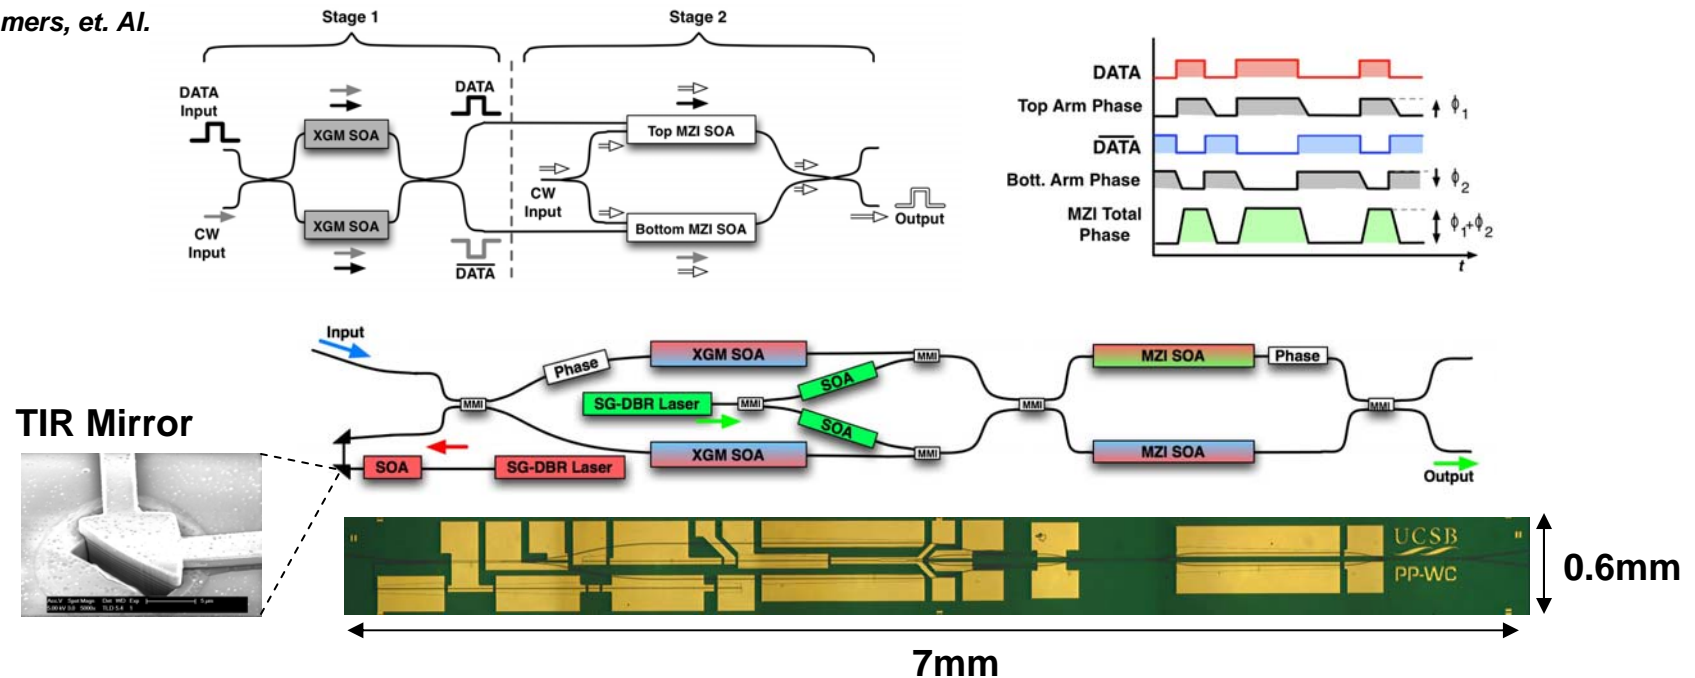 mers, et. Al.
Stage 1
Stage 2
DATA
Input
XGM SOA
XGM SOA
CW
Input
DATA
DATA
CW
Input
Top MZI SOA
Bottom MZI SOA
Output
DATA
Top Arm Phase
DATA
Bott. Arm Phase
MZI Total
Phase
ϕ1
ϕ2
ϕ1+ϕ2
t
Input
Phase
XGM SOA
MMI
SOA
MZI SOA
Phase
MMI
SG-DBR Laser
MMI
MMI
MMI
SOA
XGM SOA
MMI
MZI SOA
SOA
SG-DBR Laser
Output
TIR Mirror
UCSB
PP-WC
0.6mm
7mm